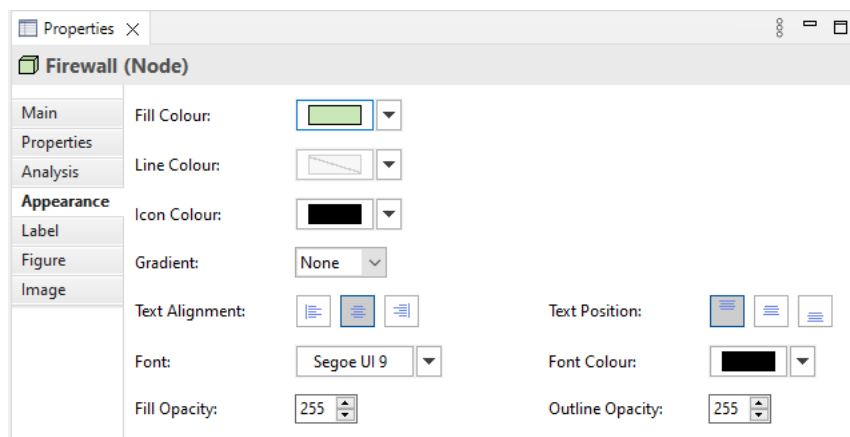 Properties
Firewall (Node)
Main
Properties
Analysis
Appearance
Label
Figure
Image
Fill Colour:
Line Colour:
Icon Colour:
Gradient: None
Text Alignment: Text Position:
Font: Segoe UI 9 Font Colour:
Fill Opacity: 255 Outline Opacity: 255